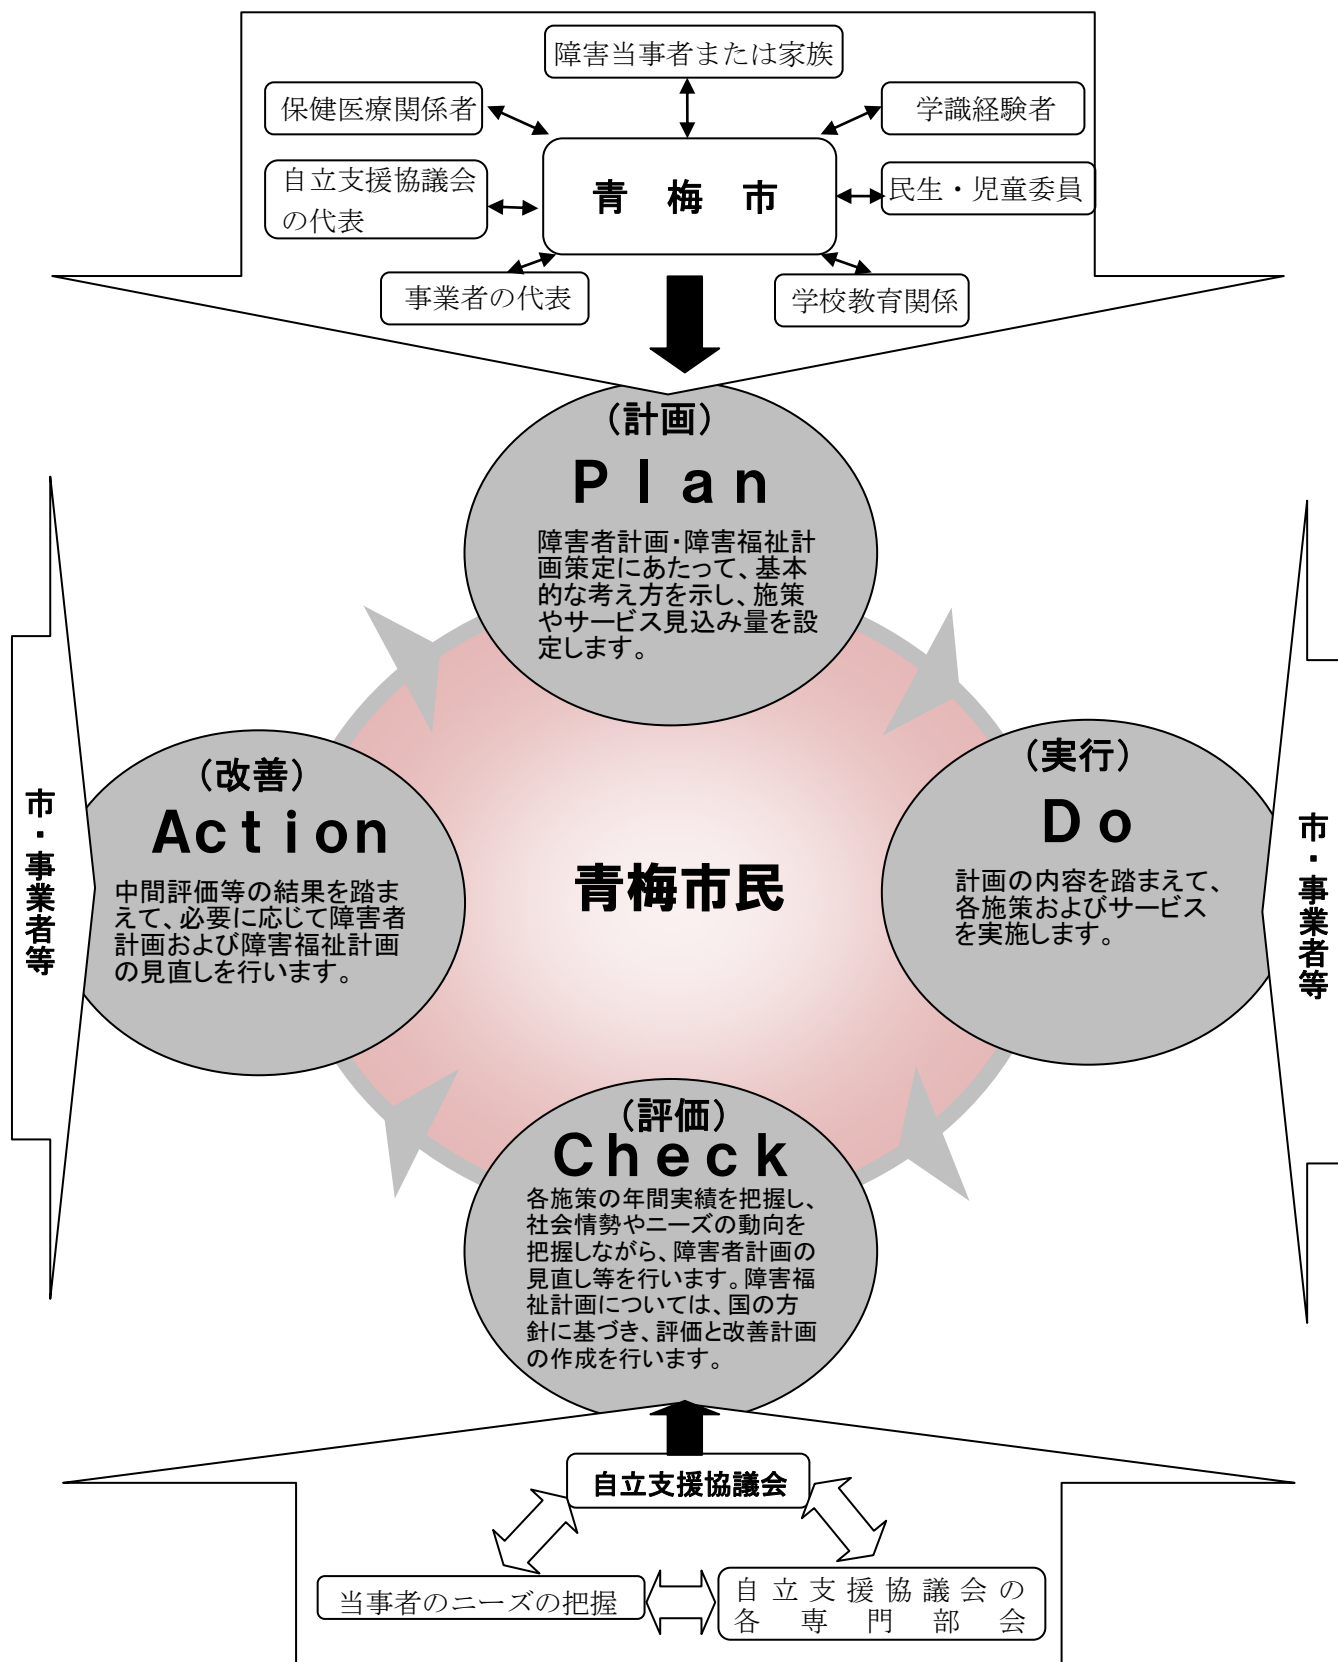 障害当事者または家族
保健医療関係者
学識経験者
自立支援協議会
の代表
青 梅 市
民生・児童委員
事業者の代表
学校教育関係
(計画)
Plan
障害者計画・障害福祉計
画策定にあたって、基本
的な考え方を示し、施策
やサービス見込み量を設
定します。
(改善)
Action
中間評価等の結果を踏ま
えて、必要に応じて障害者
計画および障害福祉計画
の見直しを行います。
市・事業者等
青梅市民
(実行)
Do
計画の内容を踏まえて、
各施策およびサービス
を実施します。
市・事業者等
(評価)
Check
各施策の年間実績を把握し、
社会情勢やニーズの動向を
把握しながら、障害者計画の
見直し等を行います。障害福
祉計画については、国の方
針に基づき、評価と改善計画
の作成を行います。
自立支援協議会
当事者のニーズの把握
自立支援協議会の
各専門部会